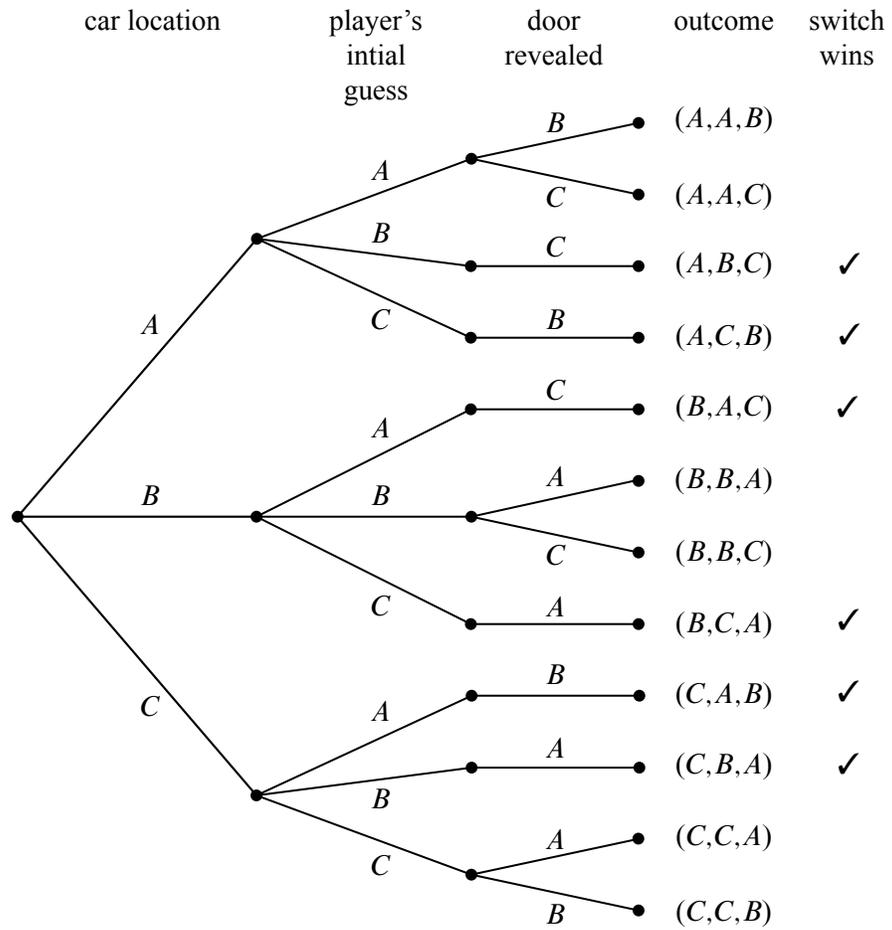 car location player’s door outcome switch
intial revealed wins
guess
B (A,A,B)
A
C (A,A,C)
B C (A,B,C) ✓
A C B (A,C,B) ✓
C (B,A,C) ✓
A
A (B,B,A)
B B
C (B,B,C)
C A (B,C,A) ✓
B (C,A,B) ✓
C A
A (C,B,A) ✓
B
A (C,C,A)
C
B (C,C,B)